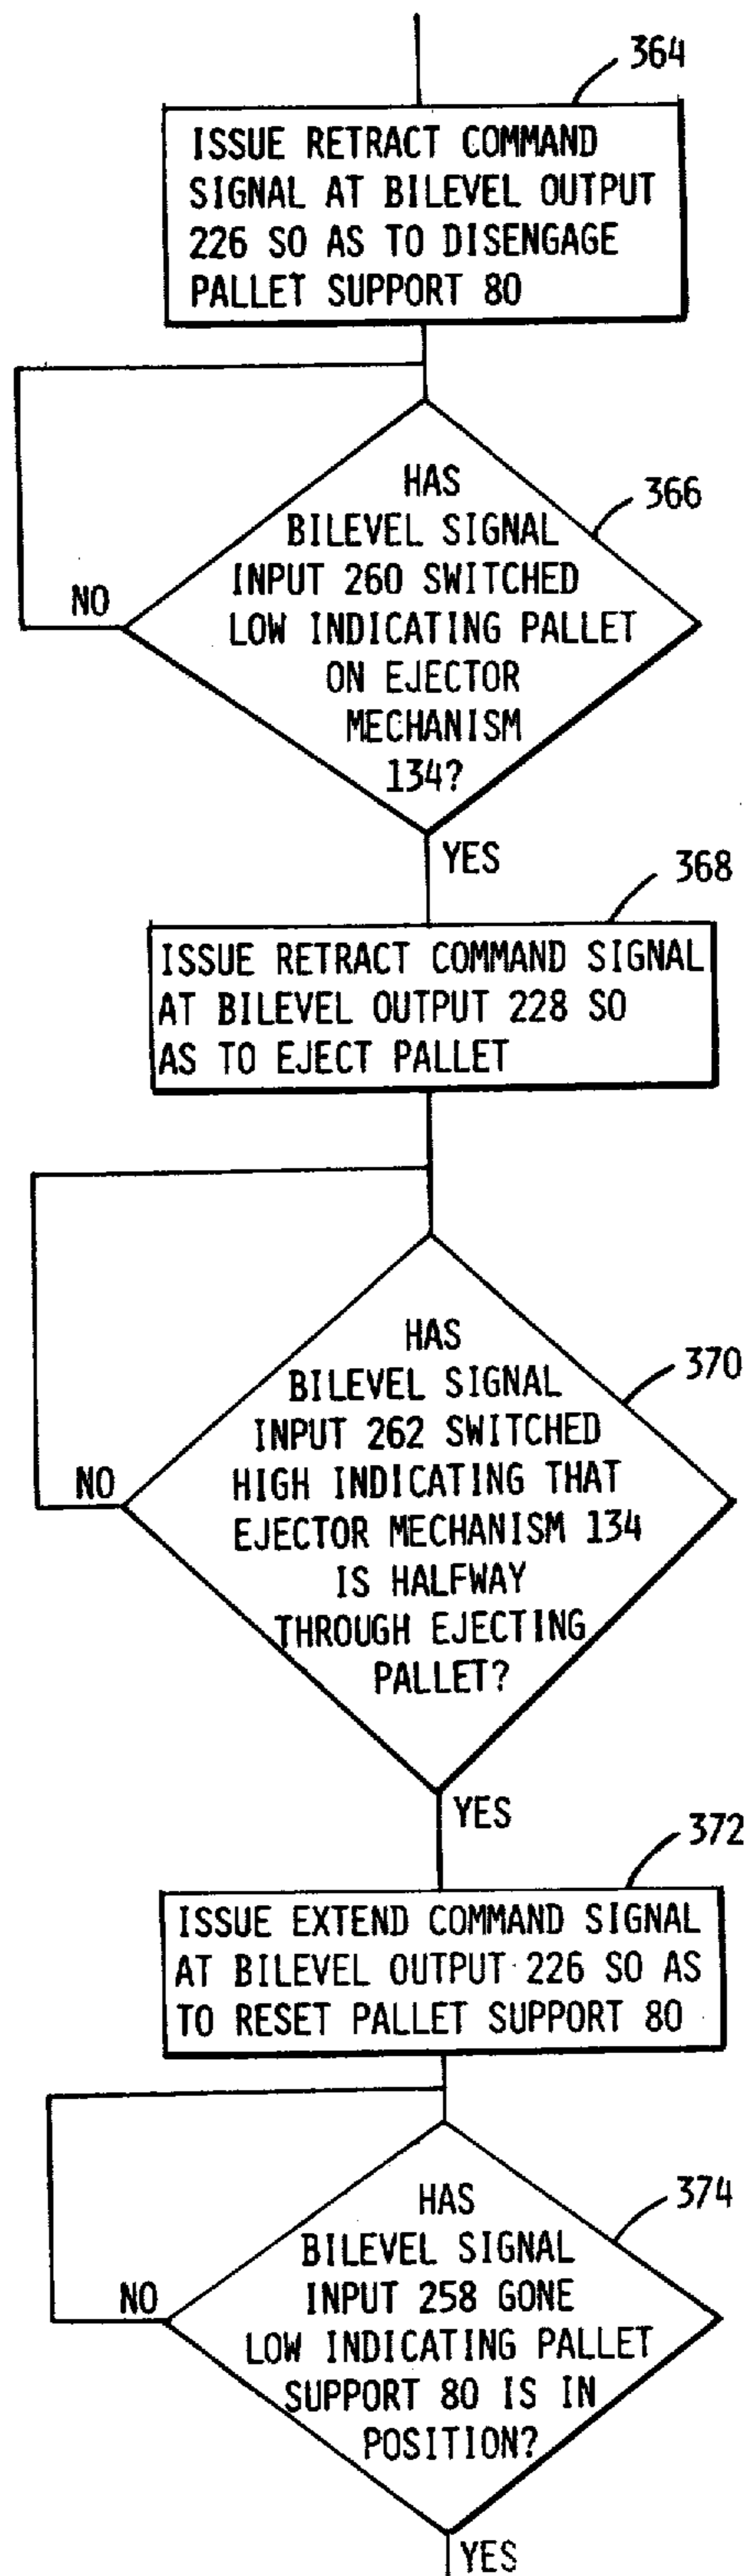 364
ISSUE RETRACT COMMAND
SIGNAL AT BILEVEL OUTPUT
226 SO AS TO DISENGAGE
PALLET SUPPORT 80
366
HAS
BILEVEL SIGNAL
INPUT 260 SWITCHED
LOW INDICATING PALLET
ON EJECTOR
MECHANISM
134?
NO
YES
368
ISSUE RETRACT COMMAND SIGNAL
AT BILEVEL OUTPUT 228 SO
AS TO EJECT PALLET
370
HAS
BILEVEL SIGNAL
INPUT 262 SWITCHED
HIGH INDICATING THAT
EJECTOR MECHANISM 134
IS HALFWAY
THROUGH EJECTING
PALLET?
NO
YES
372
ISSUE EXTEND COMMAND SIGNAL
AT BILEVEL OUTPUT 226 SO AS
TO RESET PALLET SUPPORT 80
374
HAS
BILEVEL SIGNAL
INPUT 258 GONE
LOW INDICATING PALLET
SUPPORT 80 IS IN
POSITION?
NO
YES